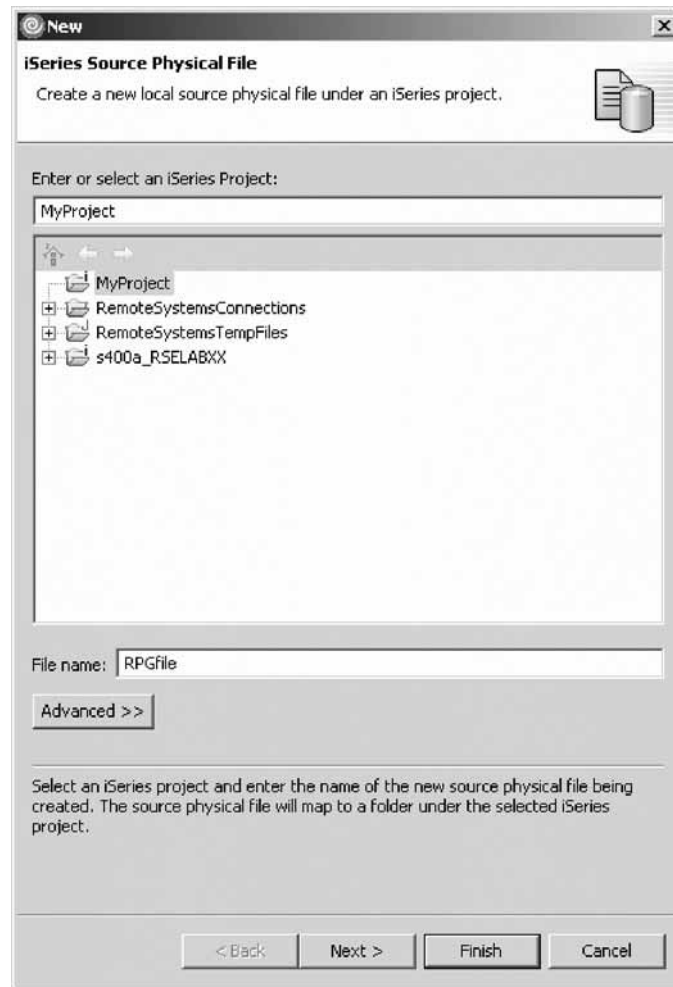 New
iSeries Source Physical File
Create a new local source physical file under an iSeries project.
Enter or select an iSeries Project:
MyProject
MyProject
RemoteSystemsConnections
RemoteSystemsTempFiles
s400a_RSELABXX
File name: RPGfile
Advanced >>
Select an iSeries project and enter the name of the new source physical file being
created. The source physical file will map to a folder under the selected iSeries
project.
< Back Next > Finish Cancel